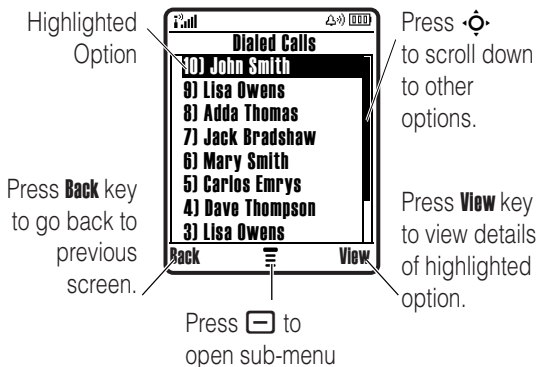 Highlighted
Option
Dialed Calls
10) John Smith
9) Lisa Owens
8) Adda Thomas
7) Jack Bradshaw
6) Mary Smith
5) Carlos Emrys
4) Dave Thompson
3) Lisa Owens
Back
View
Press
to scroll down
to other
options.
Press Back key
to go back to
previous
screen.
Press View key
to view details
of highlighted
option.
Press to
open sub-menu